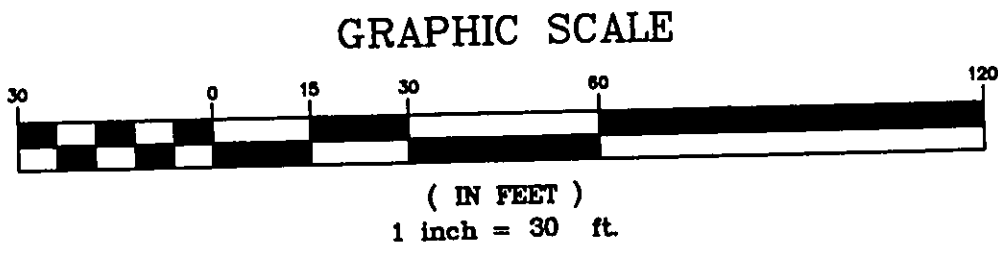 GRAPHIC SCALE
30 0 15 30 60 120
( IN FEET )
1 inch = 30 ft.